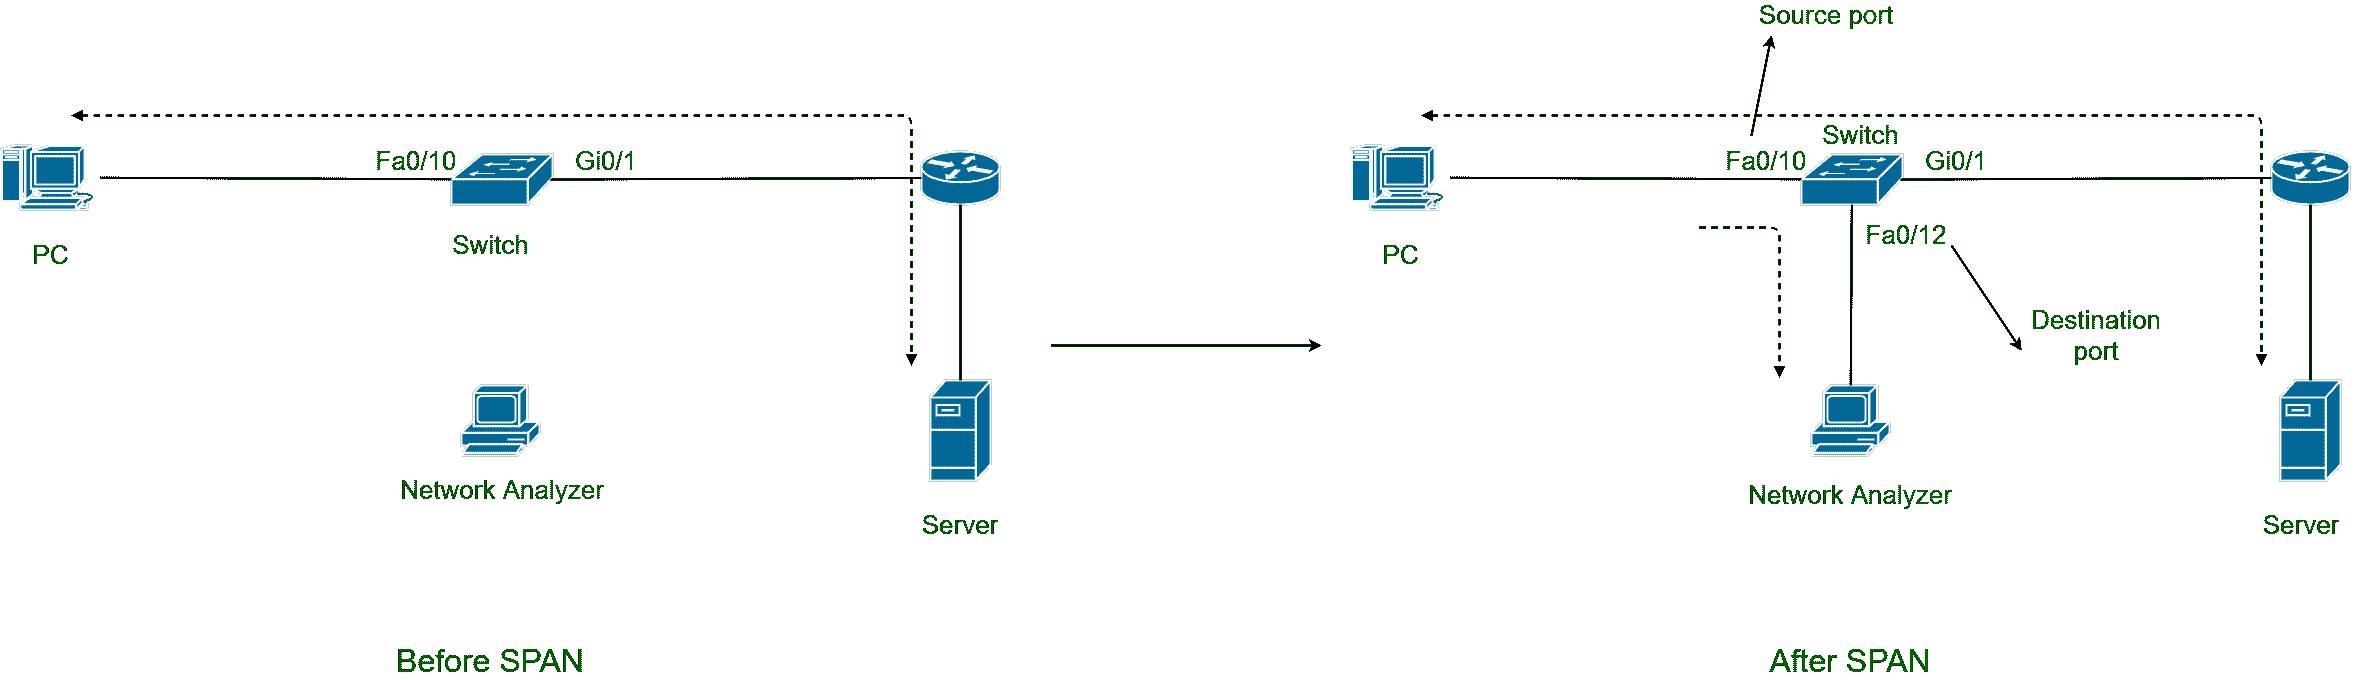 Source port
Switch
Fa0/10
Gi0/1
Fa0/10
Gi0/1
PC
Switch
PC
Fa0/12
Destination
port
Network Analyzer
Server
Network Analyzer
Server
Before SPAN
After SPAN